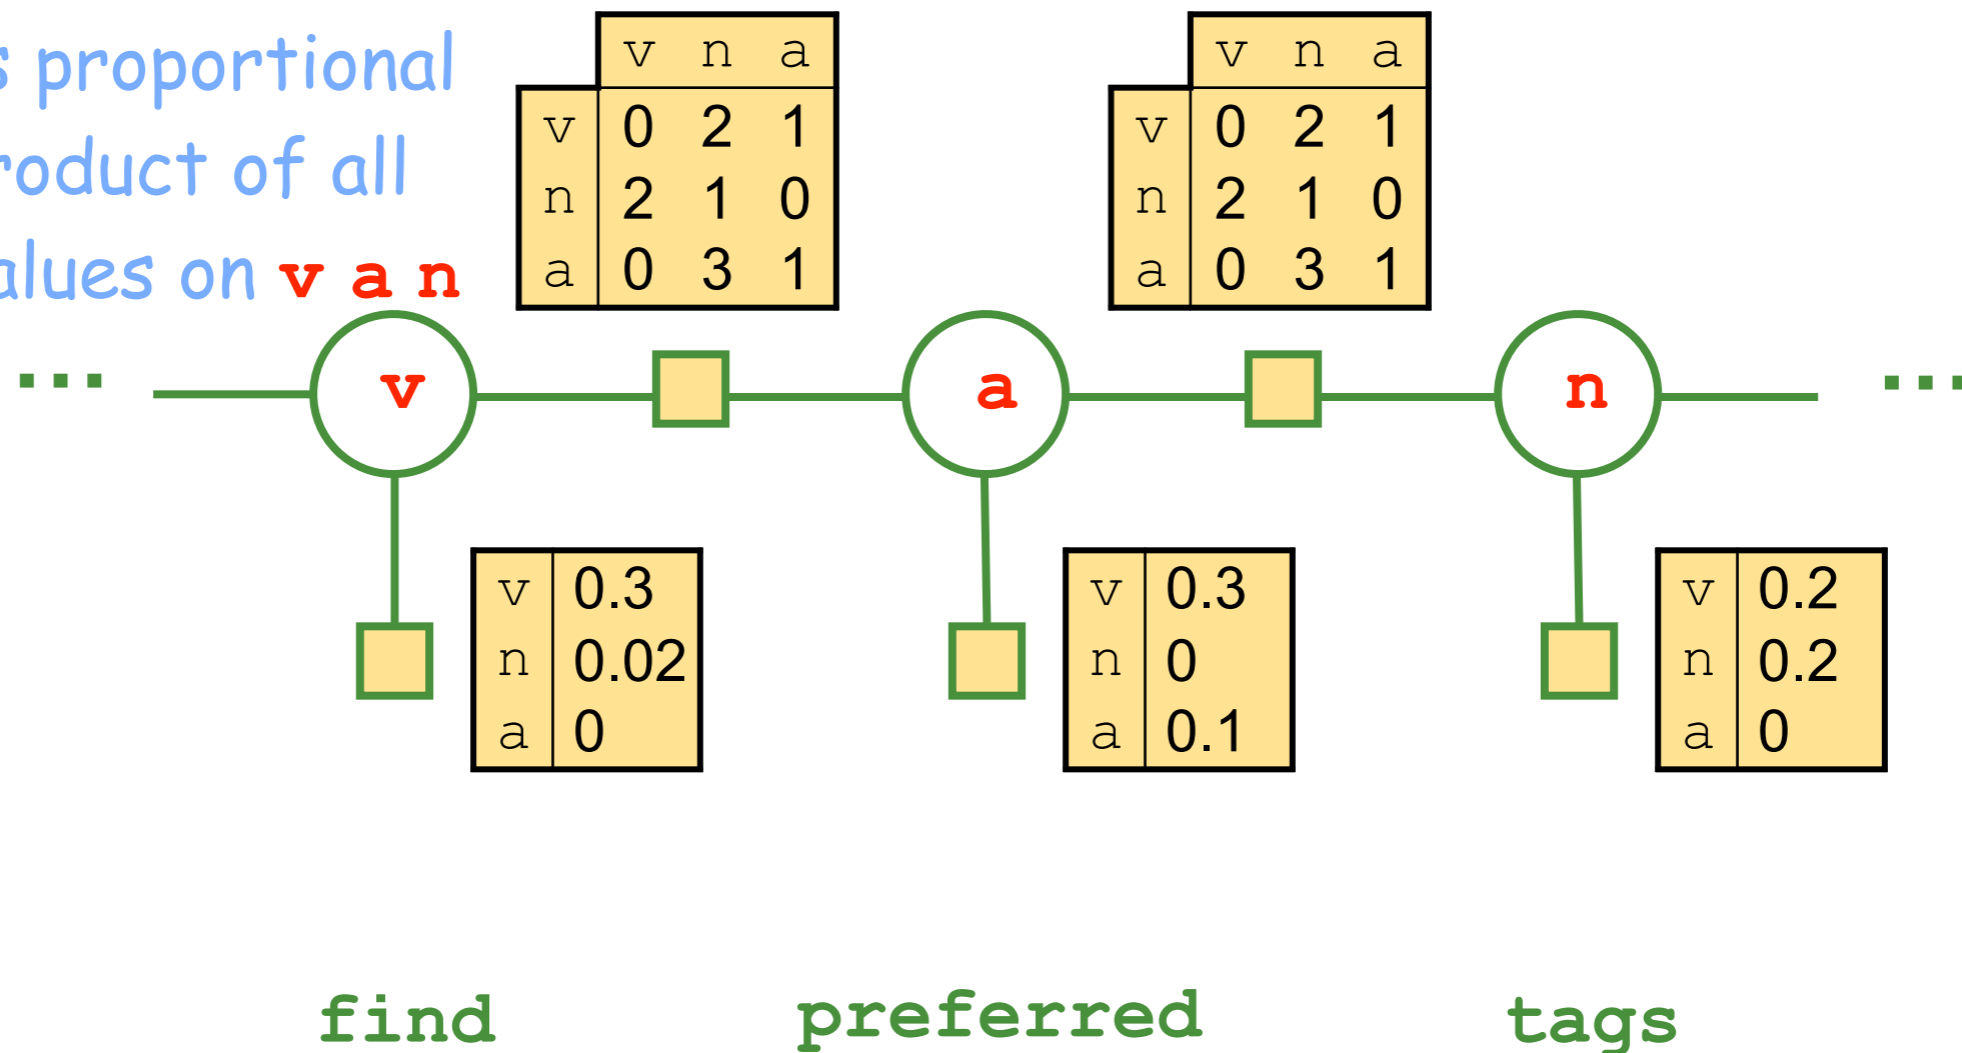 proportional
of all
on v a n
v n a
v 0 2 1
n 2 1 0
a 0 3 1
v n a
v 0 2 1
n 2 1 0
a 0 3 1
... v a n ...
v 0.3
n 0.02
a 0
v 0.3
n 0
a 0.1
v 0.2
n 0.2
a 0
find preferred tags